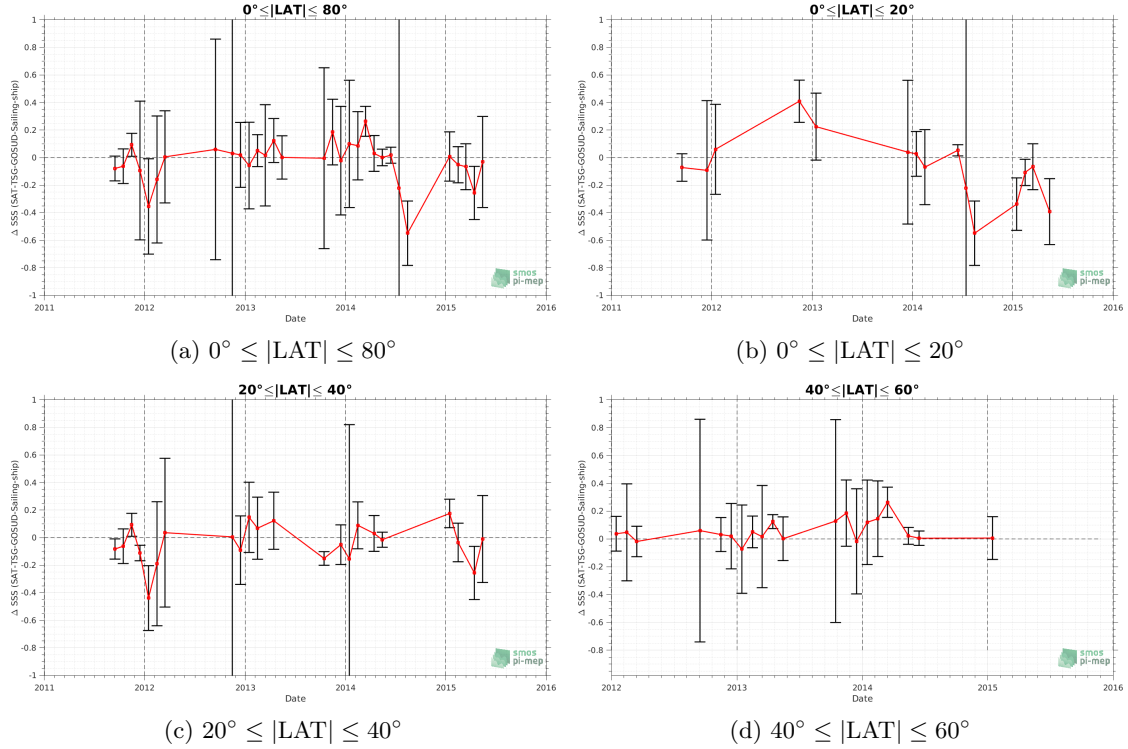 0°≤|LAT|≤ 80°
Δ SSS (SAT-TSG-GOSUD-Sailing-ship)
1
0.8
0.6
0.4
0.2
0
-0.2
-0.4
-0.6
-0.8
-1
2011 2012 2013 2014 2015 2016
Date
smos
pi-mep
(a) 0° ≤ |LAT| ≤ 80°
0°≤|LAT|≤ 20°
Δ SSS (SAT-TSG-GOSUD-Sailing-ship)
1
0.8
0.6
0.4
0.2
0
-0.2
-0.4
-0.6
-0.8
-1
2011 2012 2013 2014 2015 2016
Date
smos
pi-mep
(b) 0° ≤ |LAT| ≤ 20°
20°≤|LAT|≤ 40°
Δ SSS (SAT-TSG-GOSUD-Sailing-ship)
1
0.8
0.6
0.4
0.2
0
-0.2
-0.4
-0.6
-0.8
-1
2011 2012 2013 2014 2015 2016
Date
smos
pi-mep
(c) 20° ≤ |LAT| ≤ 40°
40°≤|LAT|≤ 60°
Δ SSS (SAT-TSG-GOSUD-Sailing-ship)
1
0.8
0.6
0.4
0.2
0
-0.2
-0.4
-0.6
-0.8
2012 2013 2014 2015 2016
Date
smos
pi-mep
(d) 40° ≤ |LAT| ≤ 60°